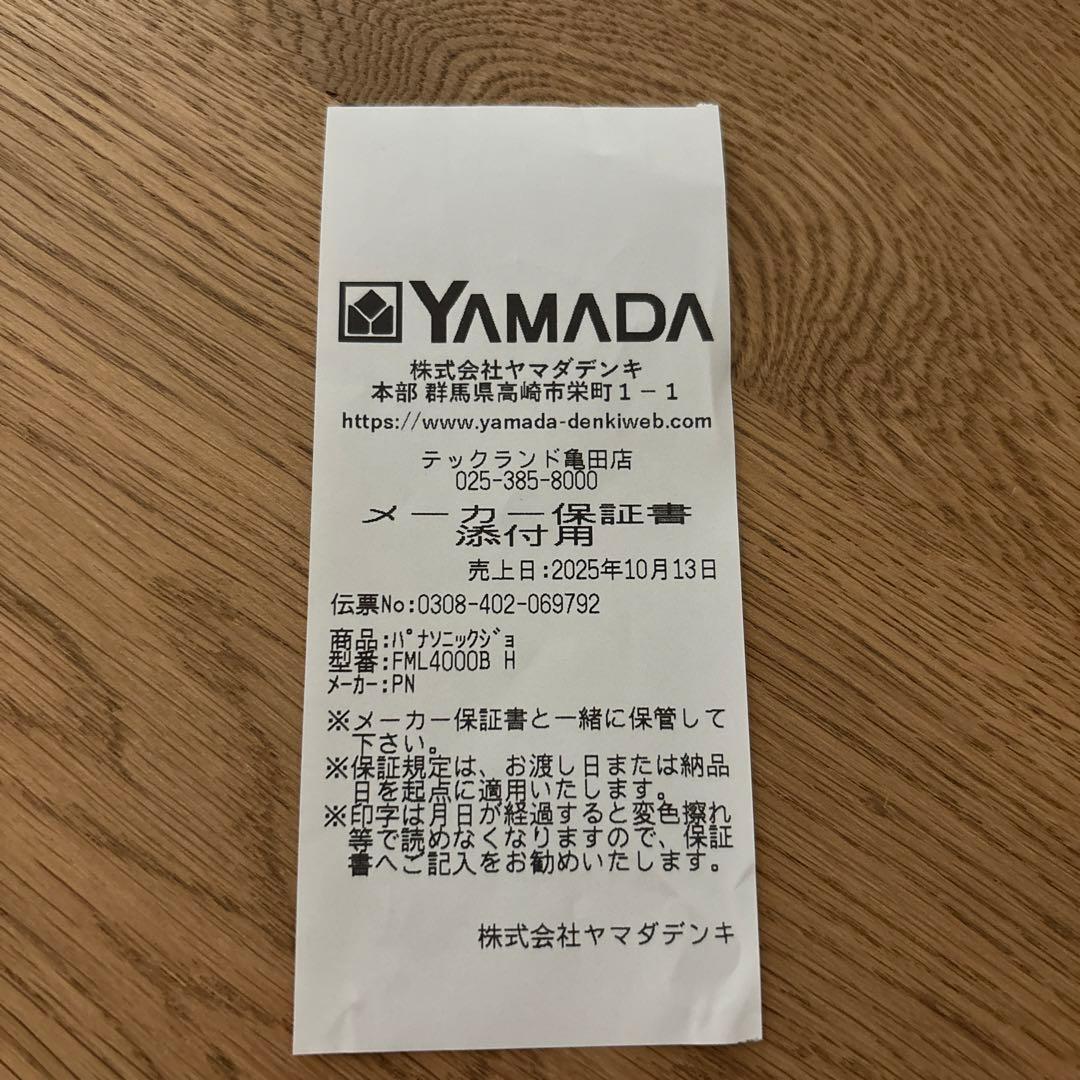 YAMADA
株式会社ヤマダデンキ
本部 群馬県高崎市栄町1-1
https://www.yamada-denkiweb.com
テックランド亀田店
025-385-8000
メーカー保証書
添付用
売上日:2025年10月13日
伝票No:0308-402-069792
商品:ﾊﾟﾅｿﾆｯｸｼﾞｮ
型番:FML4000B H
ﾒｰｶｰ:PN
※メーカー保証書と一緒に保管して
下さい。
※保証規定は、お渡し日または納品
日を起点に適用いたします。
※印字は月日が経過すると変色擦れ
等で読めなくなりますので、保証
書へご記入をお勧めいたします。
株式会社ヤマダデンキ